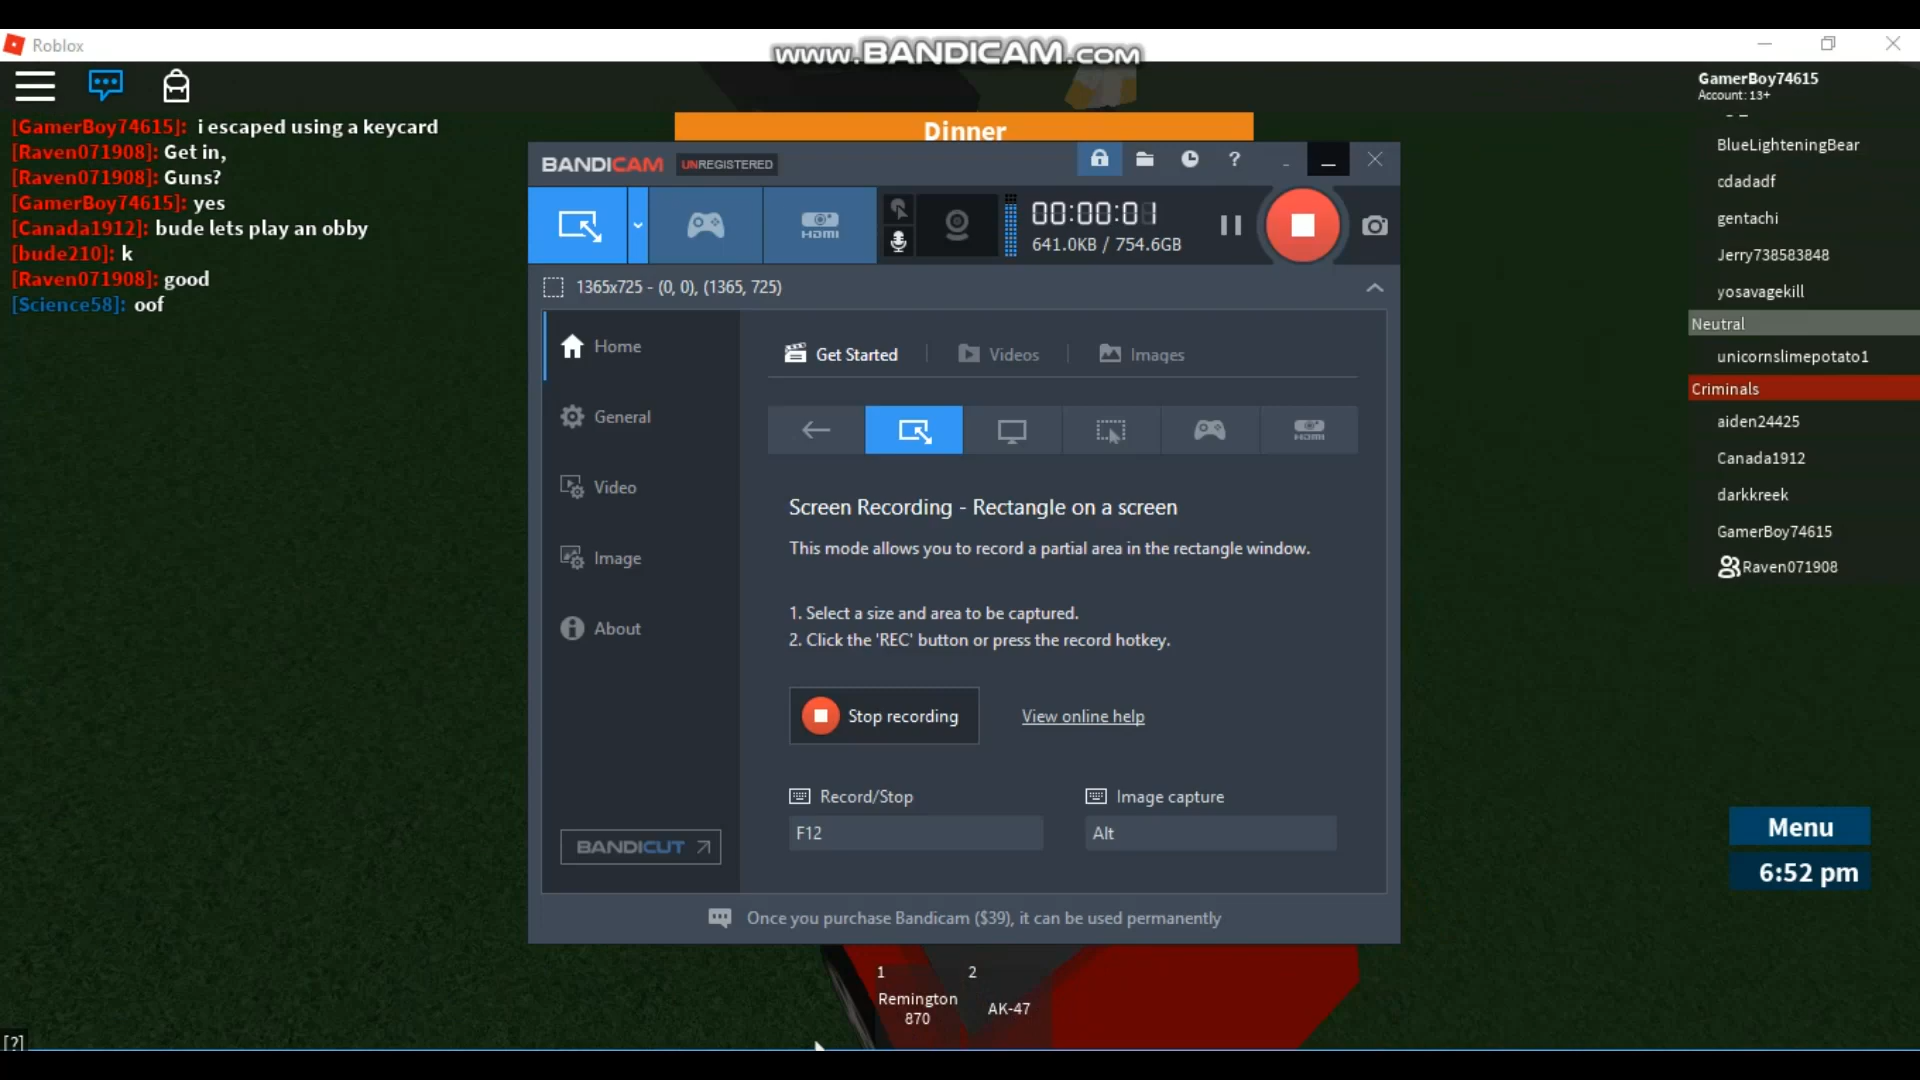 Roblox
www.BANDICAM.com
[GamerBoy74615]: i escaped using a keycard
[Raven071908]: Get in,
[Raven071908]: Guns?
[GamerBoy74615]: yes
[Canada1912]: bude lets play an obby
[bude210]: k
[Raven071908]: good
[Science58]: oof
Dinner
BANDICAM UNREGISTERED
?
HDMI
00:00:01
641.0KB / 754.6GB
1365x725 - (0, 0), (1365, 725)
Home
General
Video
Image
About
BANDICUT
Get Started
Videos
Images
HDMI
Screen Recording - Rectangle on a screen
This mode allows you to record a partial area in the rectangle window.
1. Select a size and area to be captured.
2. Click the 'REC' button or press the record hotkey.
Stop recording
View online help
Record/Stop
F12
Image capture
Alt
Once you purchase Bandicam ($39), it can be used permanently
1
Remington
870
2
AK-47
[?]
GamerBoy74615
Account: 13+
BlueLighteningBear
cdadadf
gentachi
Jerry738583848
yosavagekill
Neutral
unicornslimepotato1
Criminals
aiden24425
Canada1912
darkkreek
GamerBoy74615
Raven071908
Menu
6:52 pm